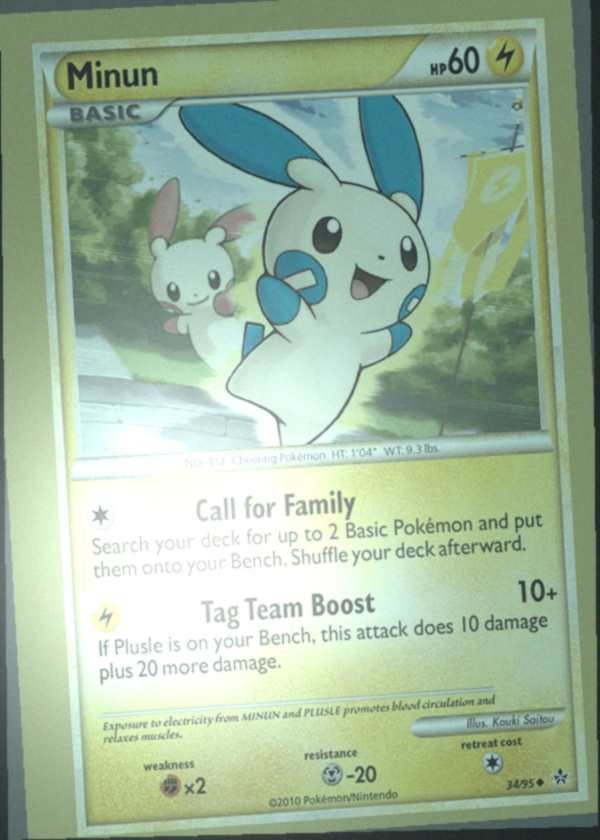 Minun
HP60
BASIC
NO. 312 Cheering Pokémon HT: 1'04" WT: 9.3 lbs.
Call for Family
Search your deck for up to 2 Basic Pokémon and put
them onto your Bench. Shuffle your deck afterward.
Tag Team Boost 10+
If Plusle is on your Bench, this attack does 10 damage
plus 20 more damage.
Exposure to electricity from MINUN and PLUSLE promotes blood circulation and
relaxes muscles.
Illus. Kouki Saitou
weakness resistance retreat cost
x2 -20
34/95
©2010 Pokémon/Nintendo